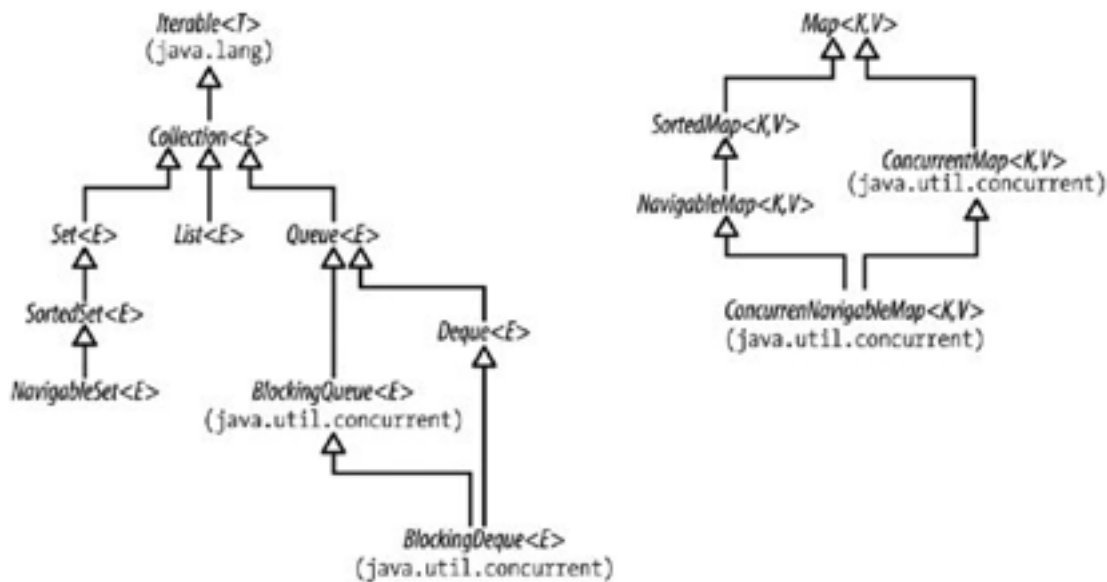 Iterable<T>
(java.lang)
Collection<E>
Set<E>
List<E>
Queue<E>
SortedSet<E>
Deque<E>
NavigableSet<E>
BlockingQueue<E>
(java.util.concurrent)
BlockingDeque<E>
(java.util.concurrent)
Map<K,V>
SortedMap<K,V>
ConcurrentMap<K,V>
(java.util.concurrent)
NavigableMap<K,V>
ConcurrenNavigableMap<K,V>
(java.util.concurrent)